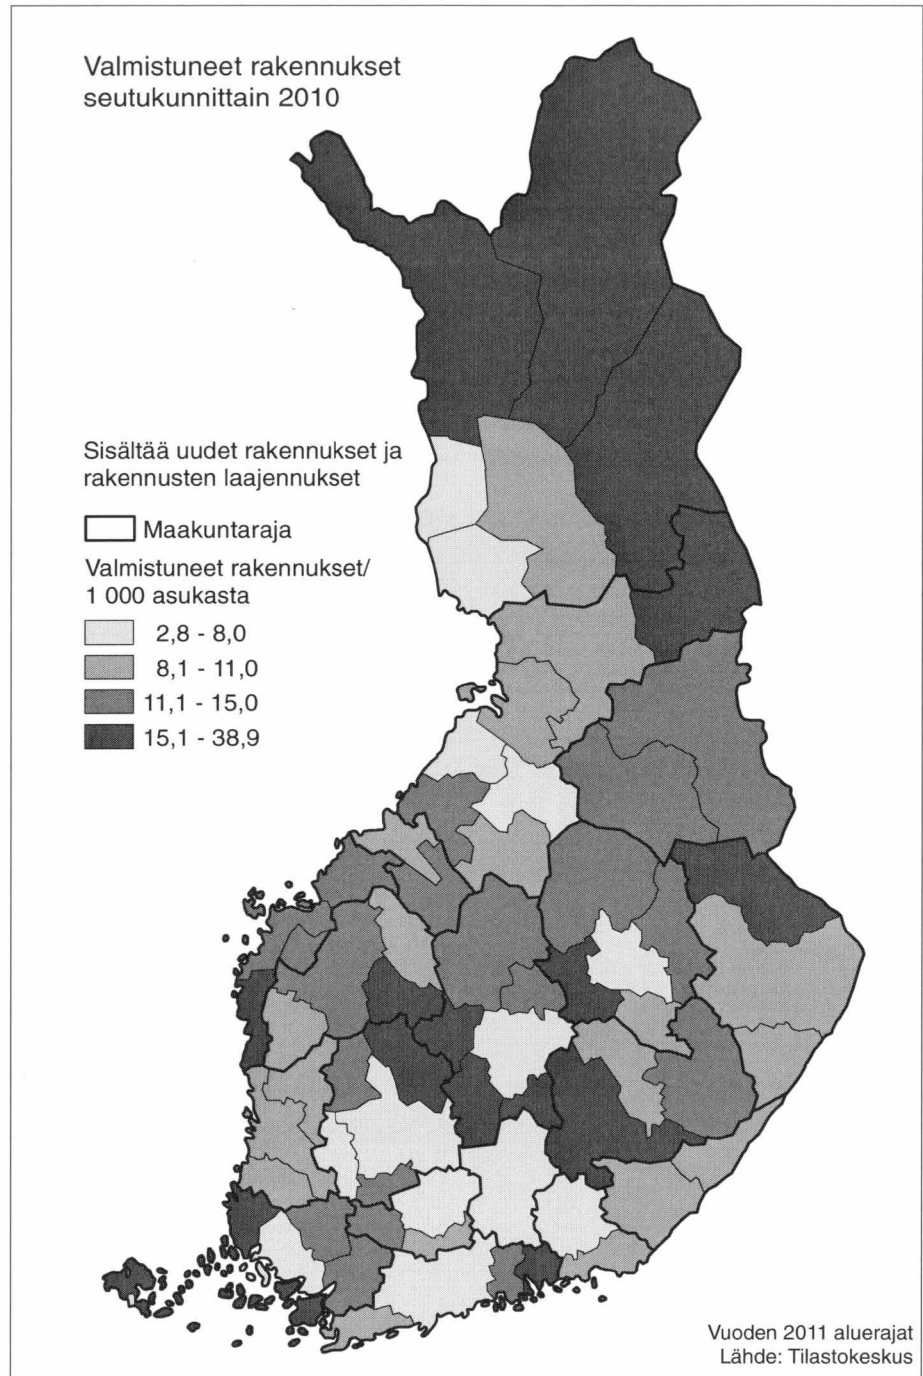 Valmistuneet rakennukset
seutukunnittain 2010
Sisältää uudet rakennukset ja
rakennusten laajennukset
Maakuntaraja
Valmistuneet rakennukset/
1 000 asukasta
2,8 - 8,0
8,1 - 11,0
11,1 - 15,0
15,1 - 38,9
Vuoden 2011 aluerajat
Lähde: Tilastokeskus